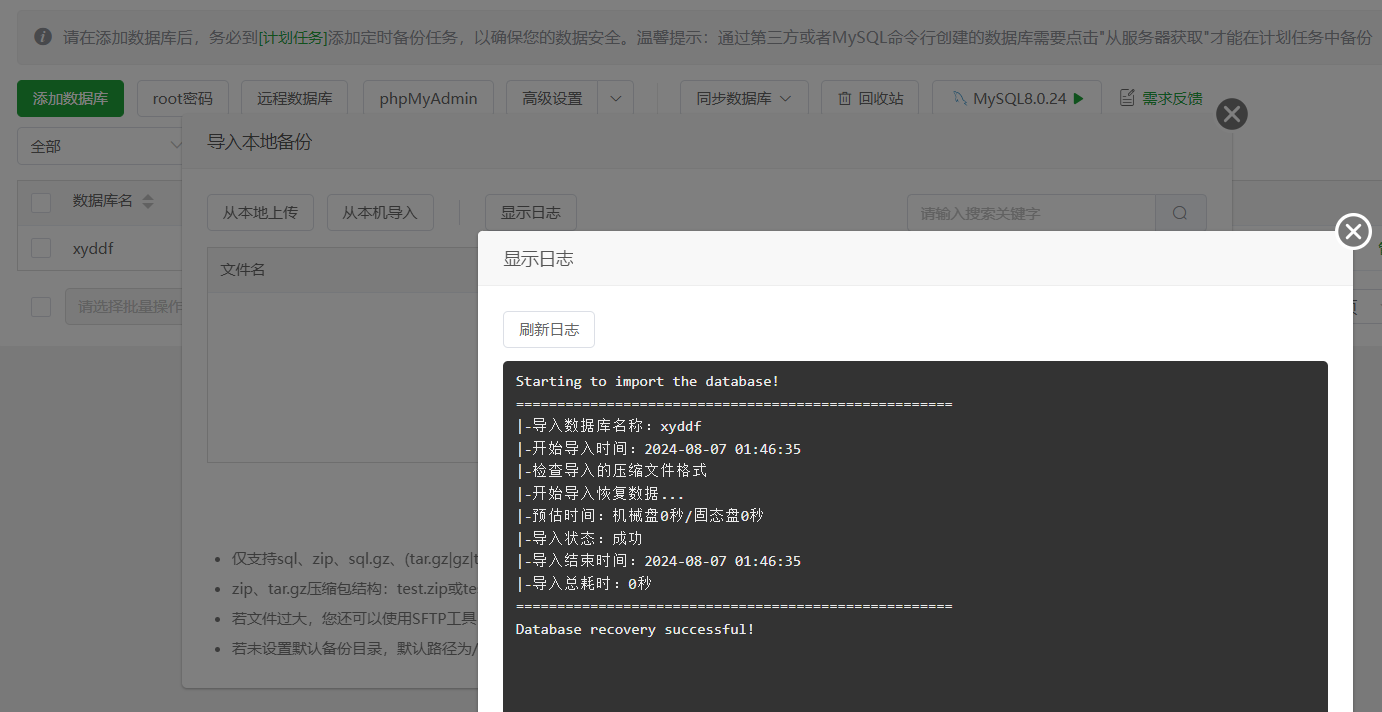 请在添加数据库后，务必到[计划任务]添加定时备份任务，以确保您的数据安全。温馨提示：通过第三方或者MySQL命令行创建的数据库需要点击"从服务器获取"才能在计划任务中备份
添加数据库 root密码 远程数据库 phpMyAdmin 高级设置 同步数据库 回收站 MySQL8.0.24 需求反馈
全部
导入本地备份
数据库名
从本地上传 从本机导入 显示日志 请输入搜索关键字
xyddf
显示日志
文件名
请选择批量操作
页
刷新日志
Starting to import the database!
=====================================================
|-导入数据库名称：xyddf
|-开始导入时间：2024-08-07 01:46:35
|-检查导入的压缩文件格式
|-开始导入恢复数据...
|-预估时间：机械盘0秒/固态盘0秒
|-导入状态：成功
|-导入结束时间：2024-08-07 01:46:35
|-导入总耗时：0秒
=====================================================
Database recovery successful!
仅支持sql、zip、sql.gz、(tar.gz|gz|t
zip、tar.gz压缩包结构：test.zip或te
若文件过大，您还可以使用SFTP工具
若未设置默认备份目录，默认路径为/